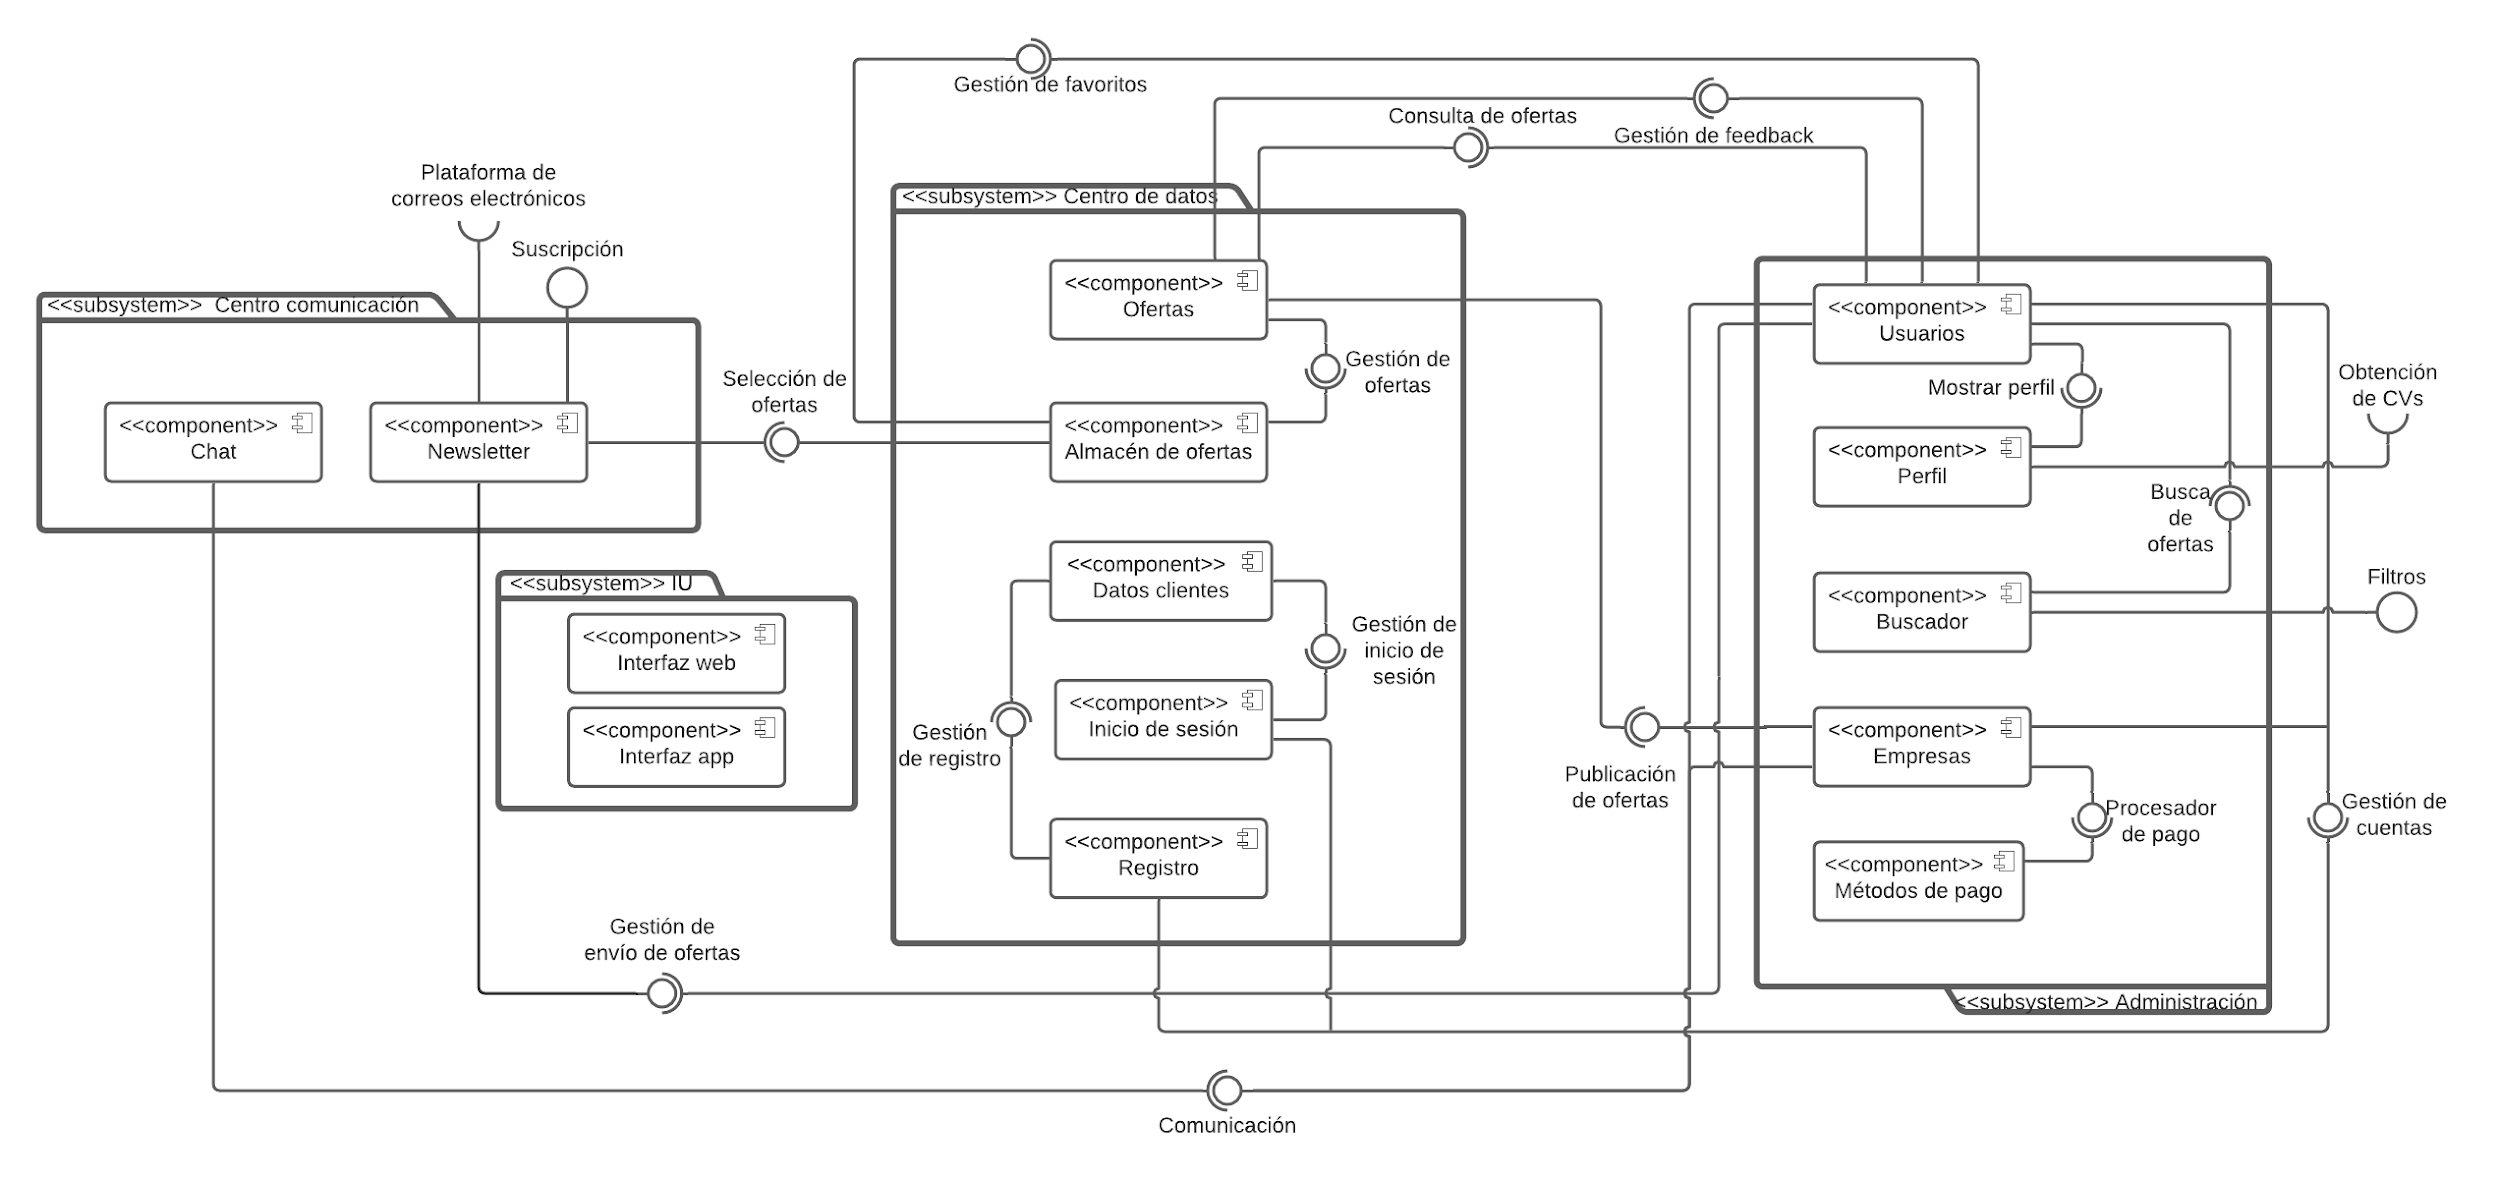 Gestión de favoritos
Consulta de ofertas
Gestión de feedback
Plataforma de
correos electrónicos
Suscripción
<<subsystem>> Centro comunicación
<<component>>
Chat
<<component>>
Newsletter
Selección de
ofertas
<<subsystem>> IU
<<component>>
Interfaz web
<<component>>
Interfaz app
Gestión de
envío de ofertas
<<subsystem>> Centro de datos
<<component>>
Ofertas
Gestión de
ofertas
<<component>>
Almacén de ofertas
<<component>>
Datos clientes
Gestión de
inicio de
sesión
<<component>>
Inicio de sesión
Gestión
de registro
<<component>>
Registro
Comunicación
Publicación
de ofertas
<<component>>
Usuarios
Mostrar perfil
<<component>>
Perfil
Busca
de
ofertas
<<component>>
Buscador
<<component>>
Empresas
Procesador
de pago
<<component>>
Métodos de pago
<<subsystem>> Administración
Obtención
de CVs
Filtros
Gestión de
cuentas